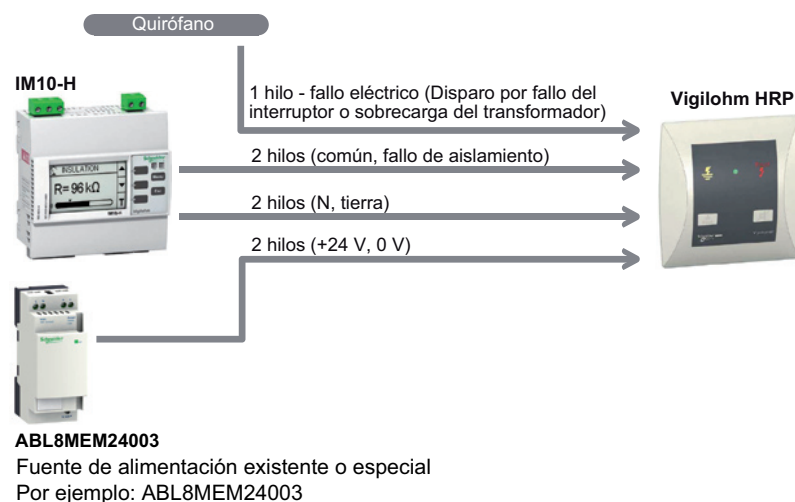 Quirófano
IM10-H
1 hilo - fallo eléctrico (Disparo por fallo del
interruptor o sobrecarga del transformador)
Vigilohm HRP
2 hilos (común, fallo de aislamiento)
INSULATION
R= 96 kΩ
2 hilos (N, tierra)
2 hilos (+24 V, 0 V)
ABL8MEM24003
Fuente de alimentación existente o especial
Por ejemplo: ABL8MEM24003